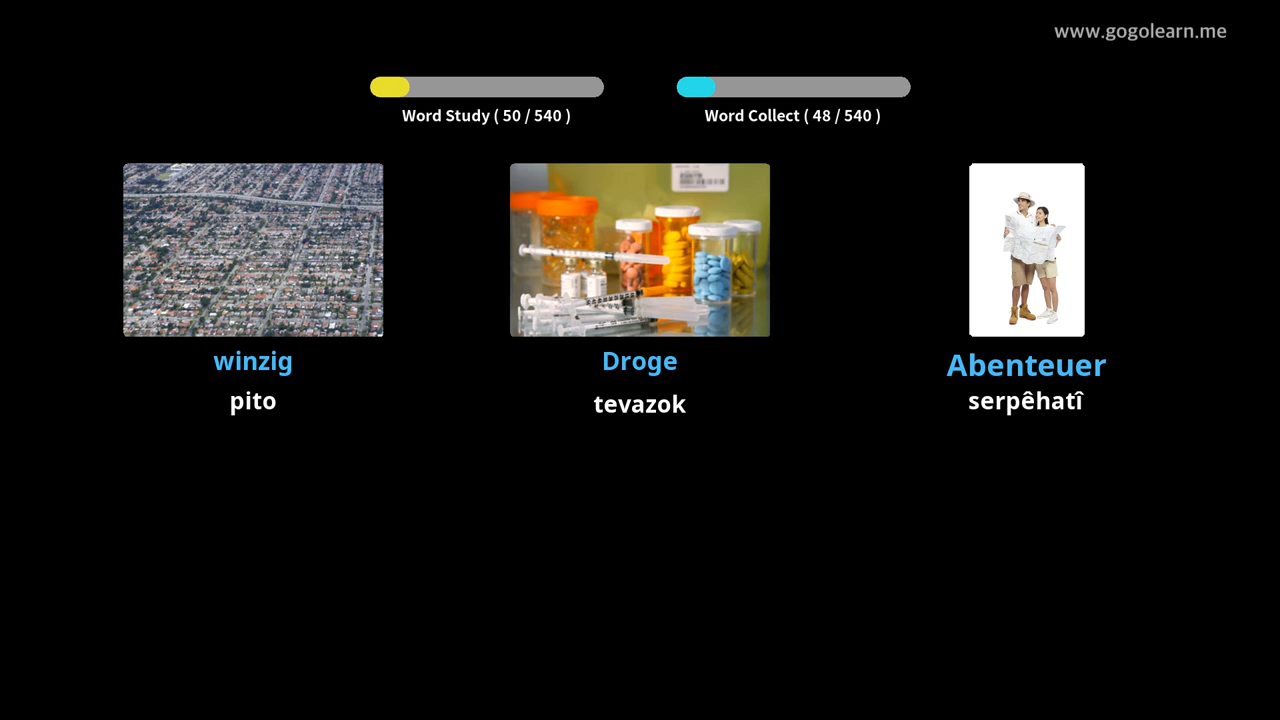 www.gogolearn.me
Word Study ( 50 / 540 )
Word Collect ( 48 / 540 )
winzig
pito
Droge
tevazok
Abenteuer
serpêhatî